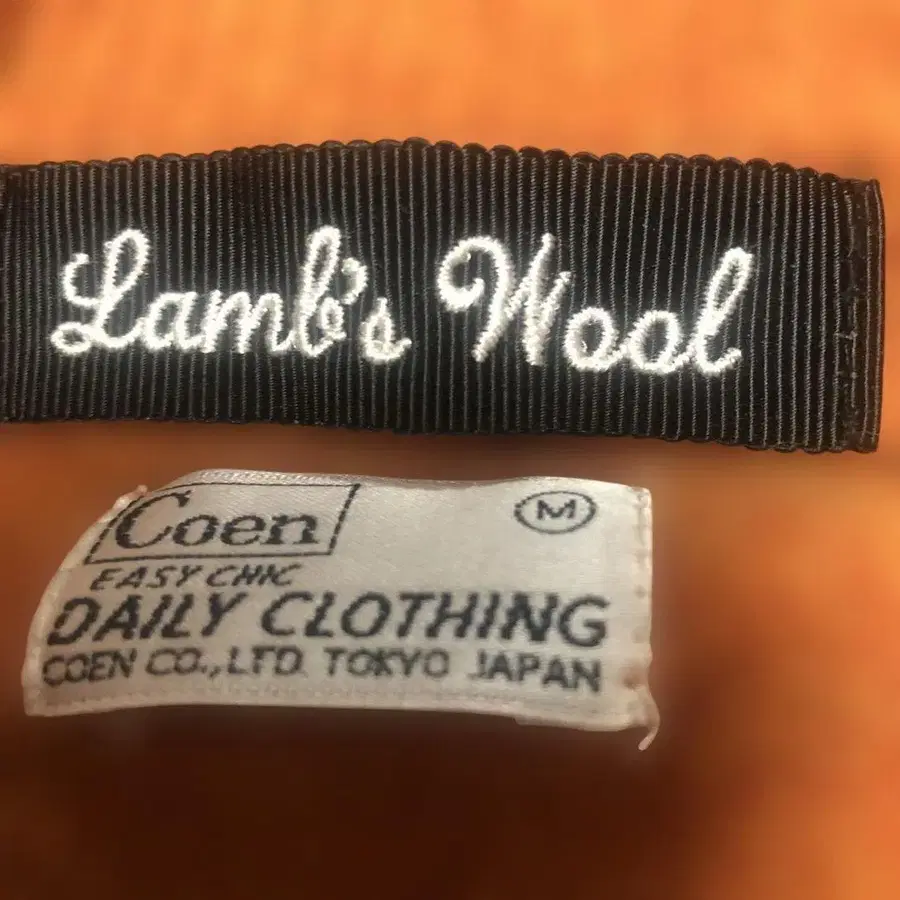 Lamb's Wool
Coen M
EASY CHIC
DAILY CLOTHING
COEN CO., LTD. TOKYO JAPAN